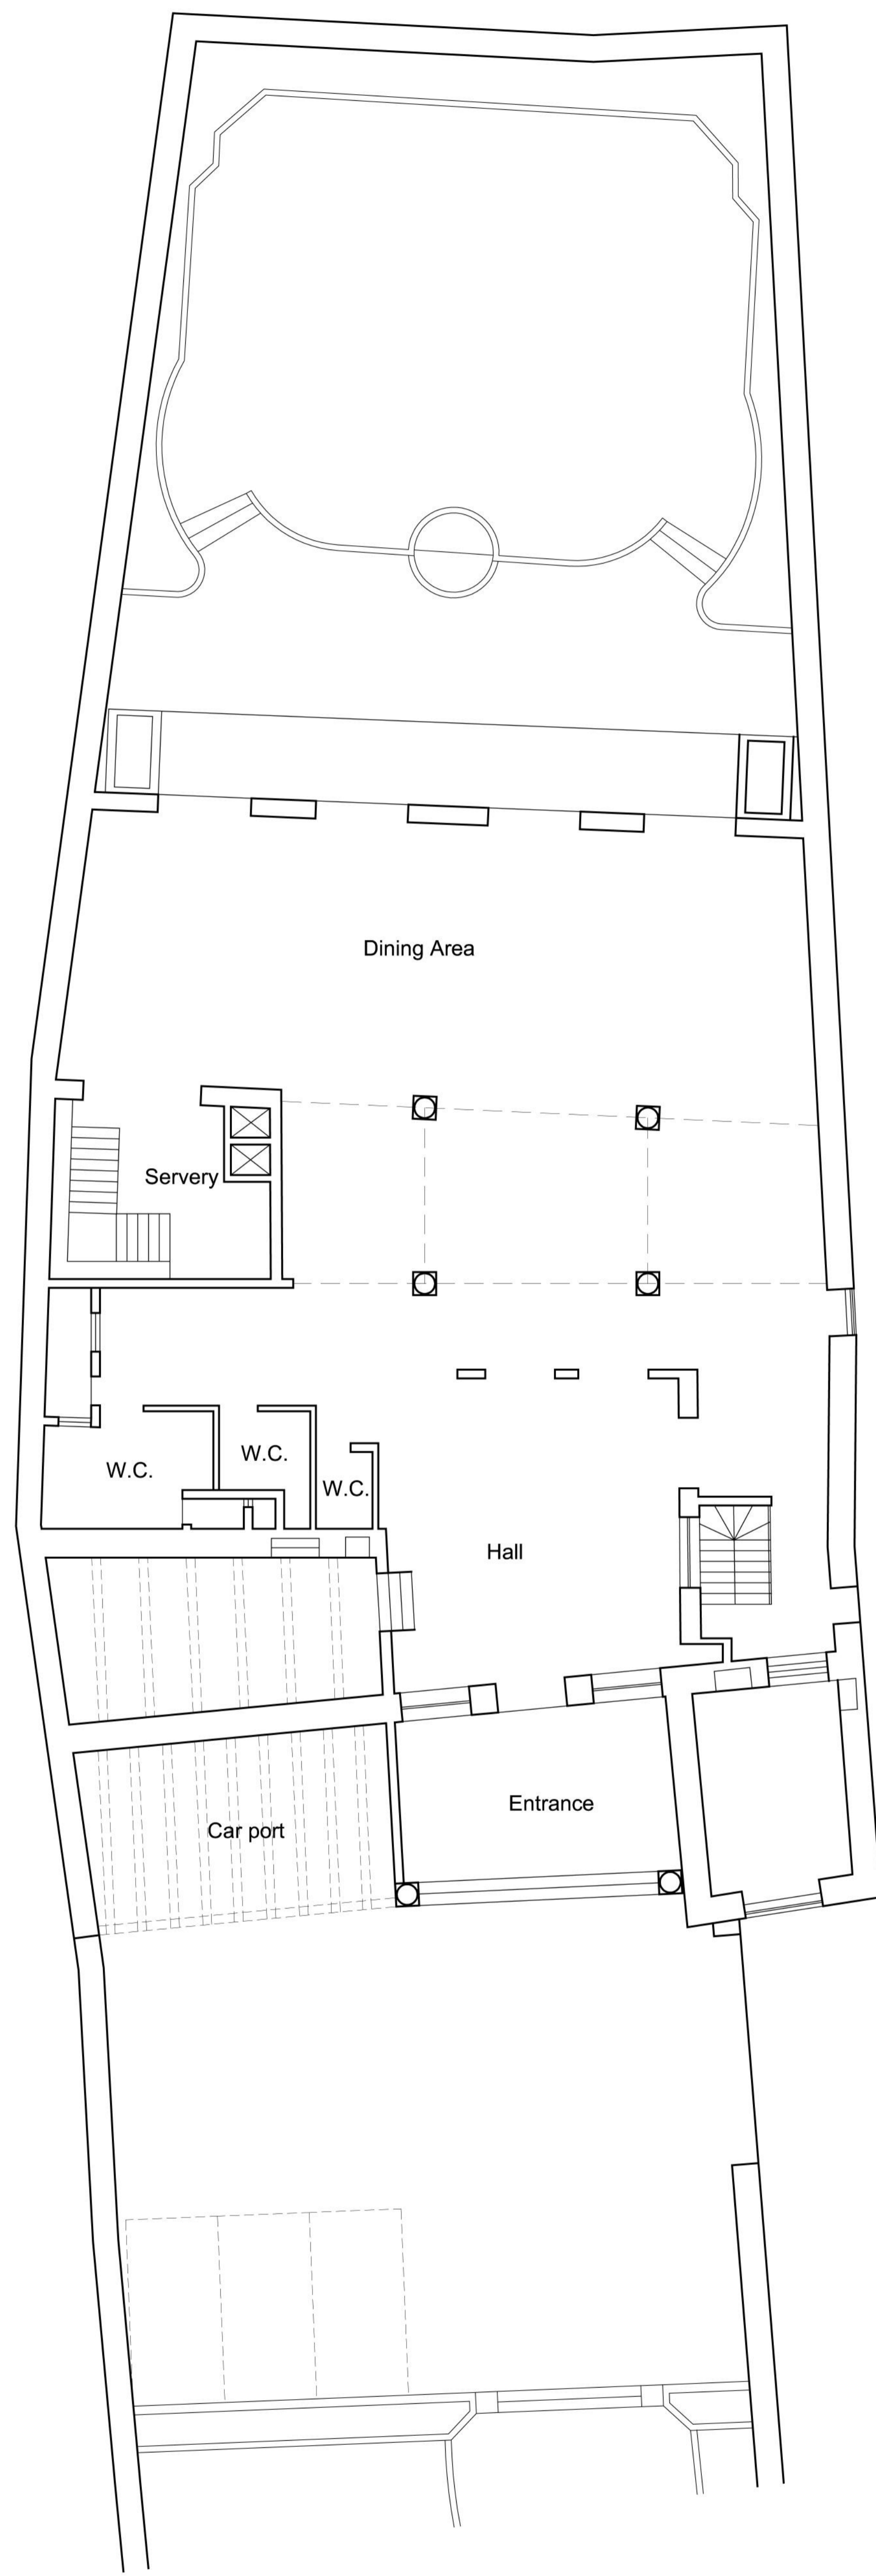 Dining Area
Servery
W.C.
W.C.
W.C.
Hall
Entrance
Car port